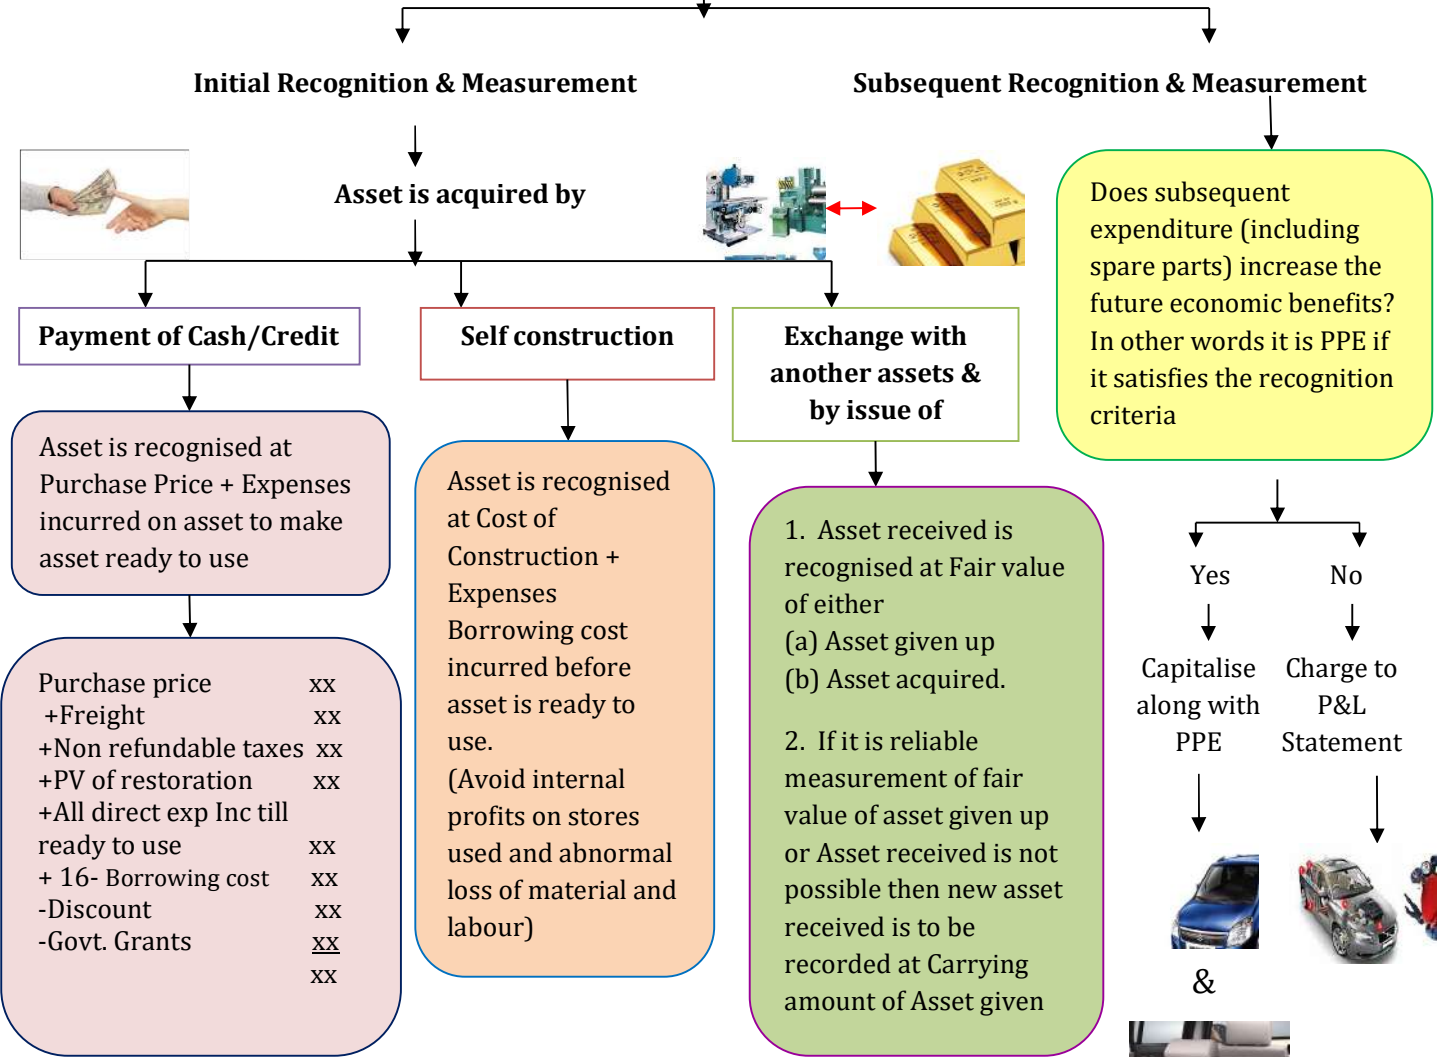 Initial Recognition & Measurement
Subsequent Recognition & Measurement
Asset is acquired by
Payment of Cash/Credit
Asset is recognised at
Purchase Price + Expenses
incurred on asset to make
asset ready to use
Purchase price xx
+Freight xx
+Non refundable taxes xx
+PV of restoration xx
+All direct exp Inc till
ready to use xx
+ 16- Borrowing cost xx
-Discount xx
-Govt. Grants xx
xx
Self construction
Asset is recognised
at Cost of
Construction +
Expenses
Borrowing cost
incurred before
asset is ready to
use.
(Avoid internal
profits on stores
used and abnormal
loss of material and
labour)
Exchange with
another assets &
by issue of
1. Asset received is
recognised at Fair value
of either
(a) Asset given up
(b) Asset acquired.
2. If it is reliable
measurement of fair
value of asset given up
or Asset received is not
possible then new asset
received is to be
recorded at Carrying
amount of Asset given
Does subsequent
expenditure (including
spare parts) increase the
future economic benefits?
In other words it is PPE if
it satisfies the recognition
criteria
Yes
Capitalise
along with
PPE
&
No
Charge to
P&L
Statement